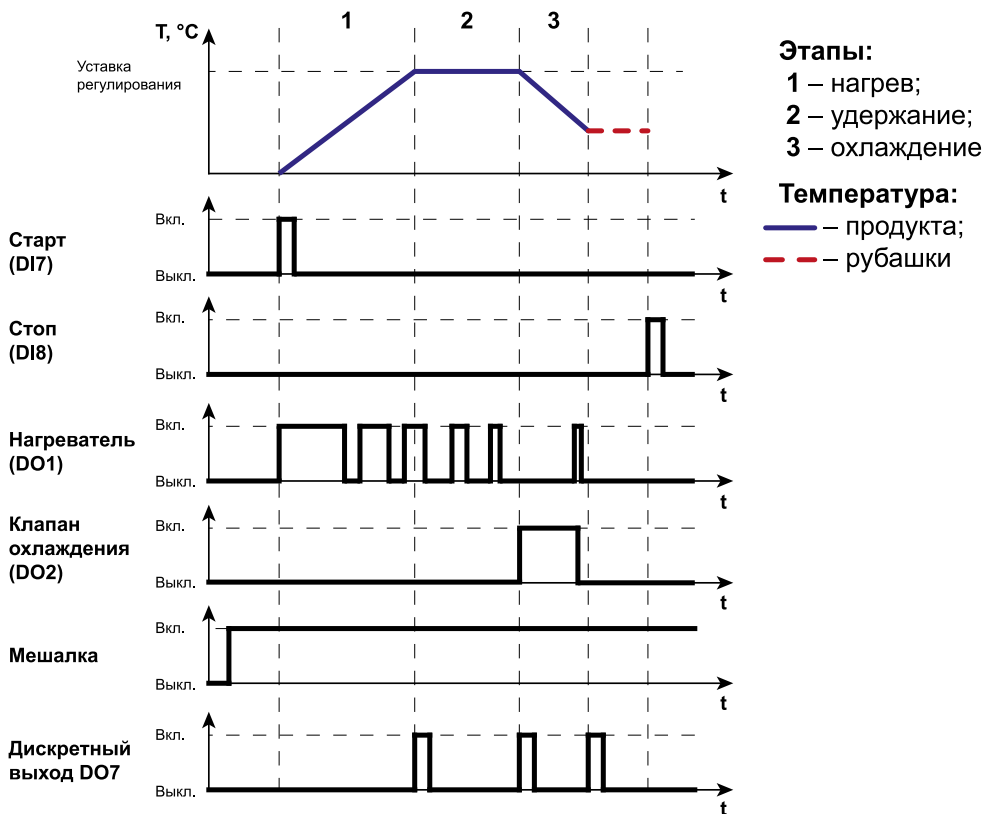 T, °C
1
2
3
Уставка
регулирования
t
Этапы:
1 – нагрев;
2 – удержание;
3 – охлаждение
Температура:
– продукта;
– рубашки
Старт
(DI7)
Вкл.
Выкл.
t
Стоп
(DI8)
Вкл.
Выкл.
t
Нагреватель
(DO1)
Вкл.
Выкл.
t
Клапан
охлаждения
(DO2)
Вкл.
Выкл.
t
Мешалка
Вкл.
Выкл.
t
Дискретный
выход DO7
Вкл.
Выкл.
t